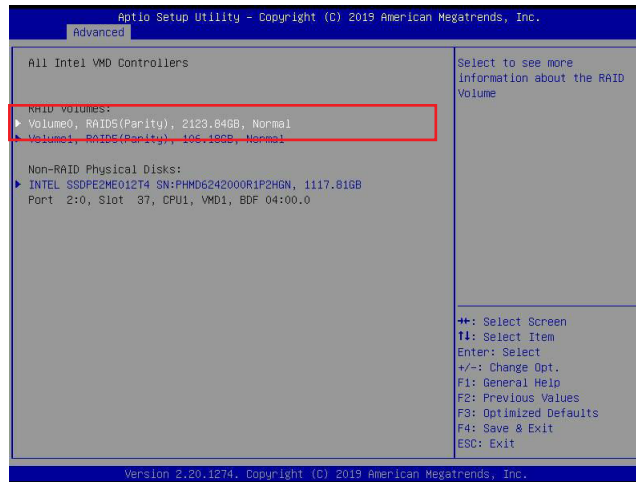 Aptio Setup Utility – Copyright (C) 2019 American Megatrends, Inc.
Advanced
All Intel VMD Controllers
RAID Volumes:
Volume0, RAID5(Parity), 2123.84GB, Normal
Volume1, RAID5(Parity), 106.18GB, Normal
Non-RAID Physical Disks:
INTEL SSDPE2ME012T4 SN:PHMD6242000R1P2HGN, 1117.81GB
Port 2:0, Slot 37, CPU1, VMD1, BDF 04:00.0
Select to see more
information about the RAID
Volume
→←: Select Screen
↑↓: Select Item
Enter: Select
+/-: Change Opt.
F1: General Help
F2: Previous Values
F3: Optimized Defaults
F4: Save & Exit
ESC: Exit
Version 2.20.1274. Copyright (C) 2019 American Megatrends, Inc.